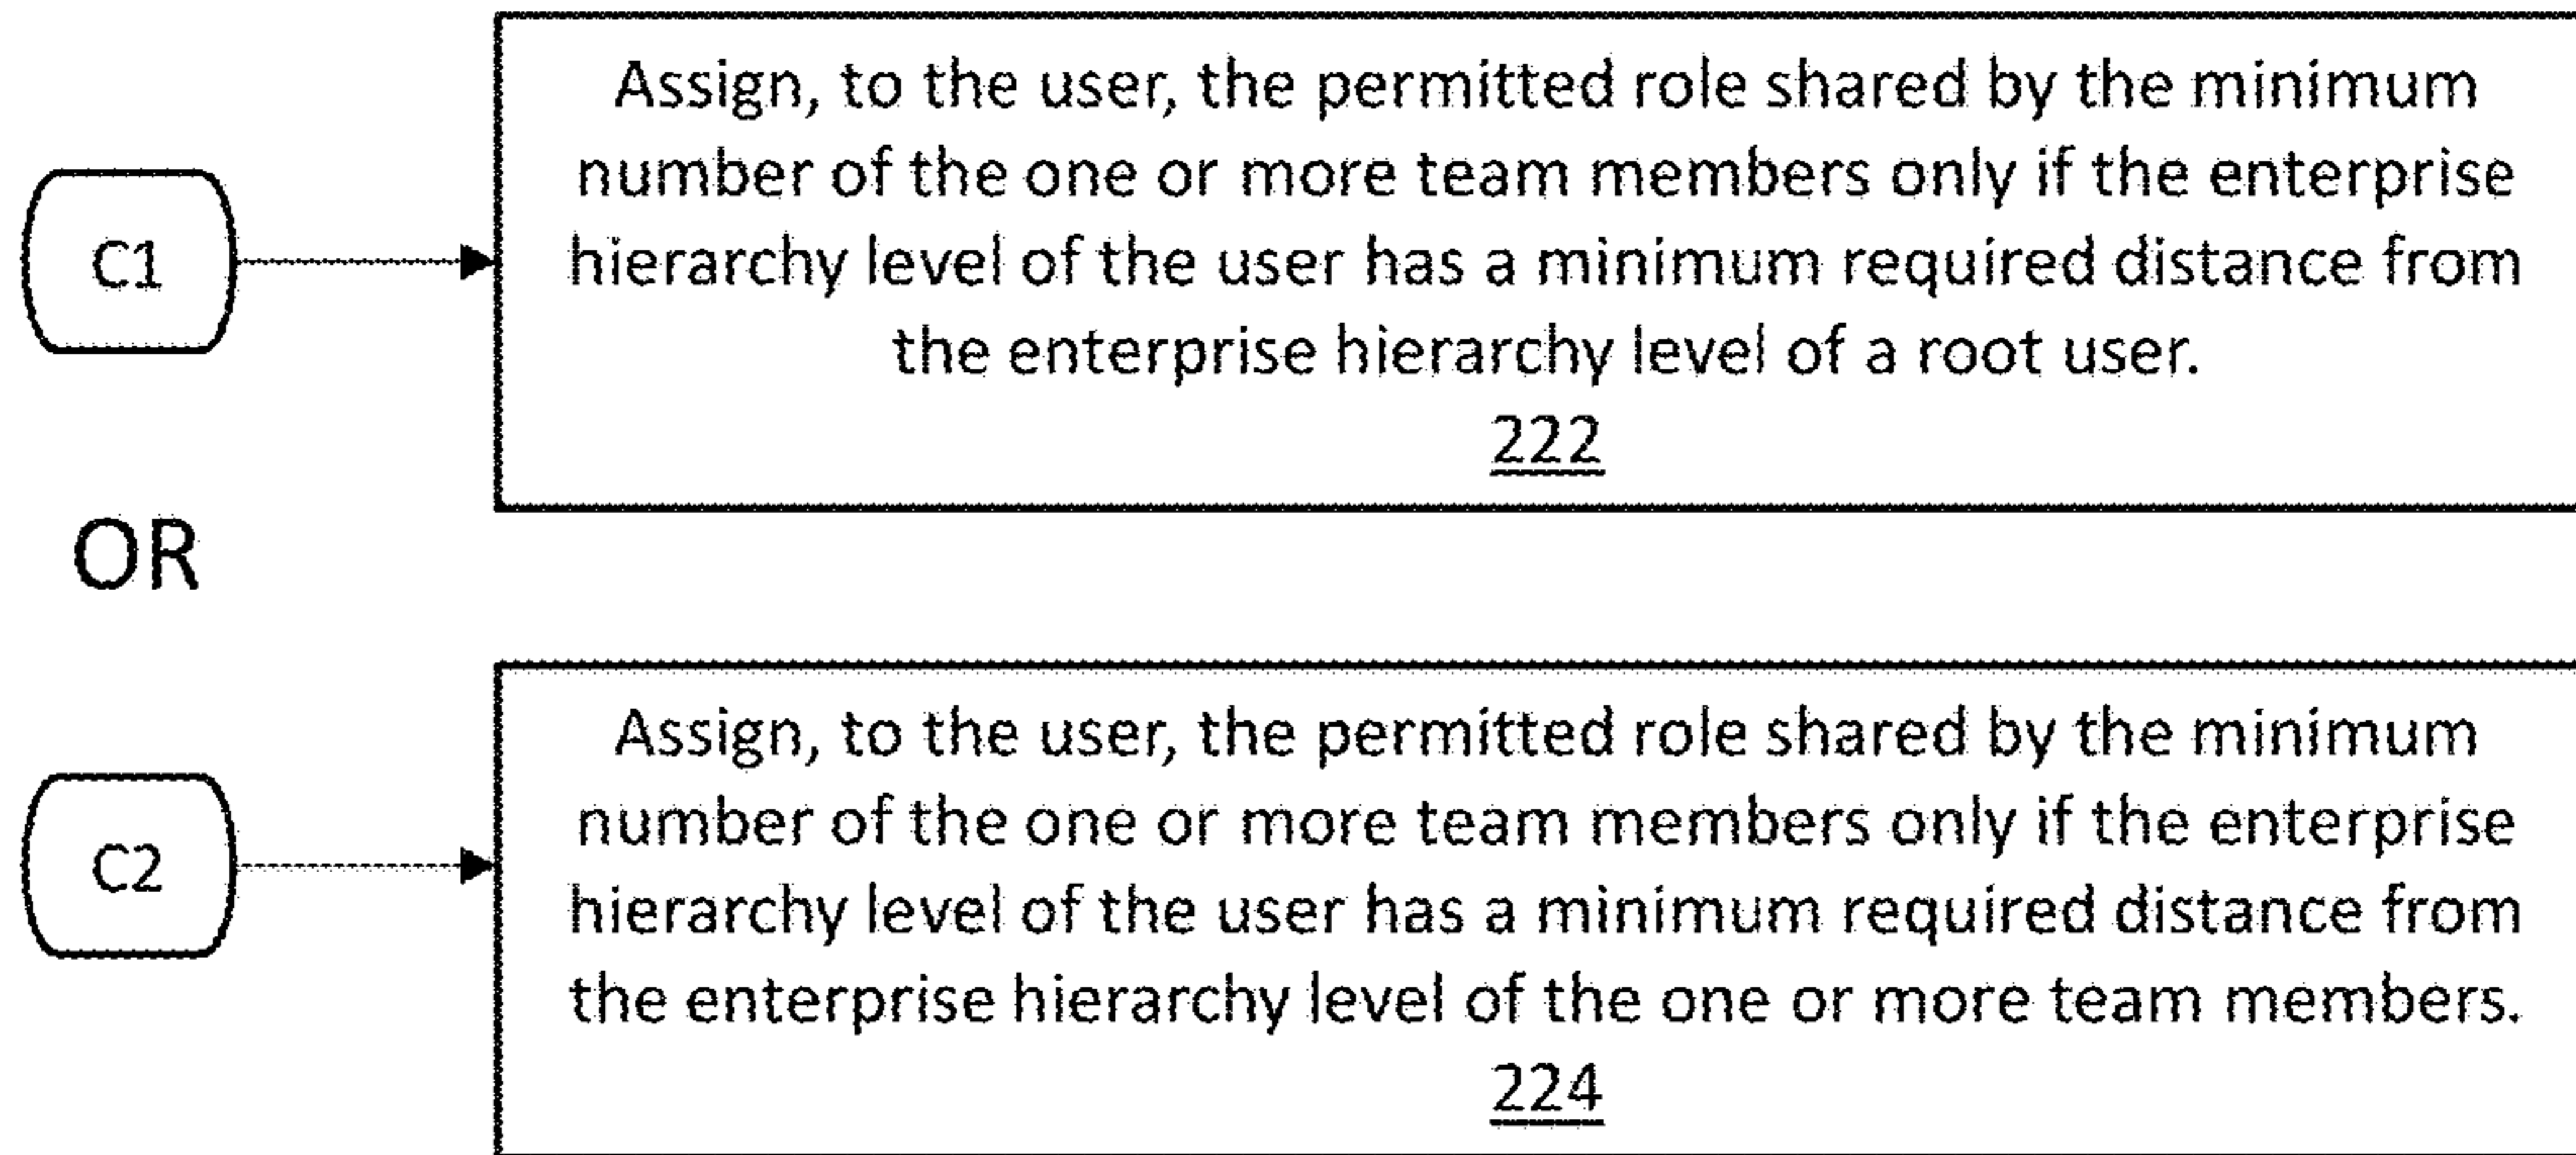 Assign, to the user, the permitted role shared by the minimum
number of the one or more team members only if the enterprise
hierarchy level of the user has a minimum required distance from
the enterprise hierarchy level of a root user.
222
C1
OR
Assign, to the user, the permitted role shared by the minimum
number of the one or more team members only if the enterprise
hierarchy level of the user has a minimum required distance from
the enterprise hierarchy level of the one or more team members.
224
C2